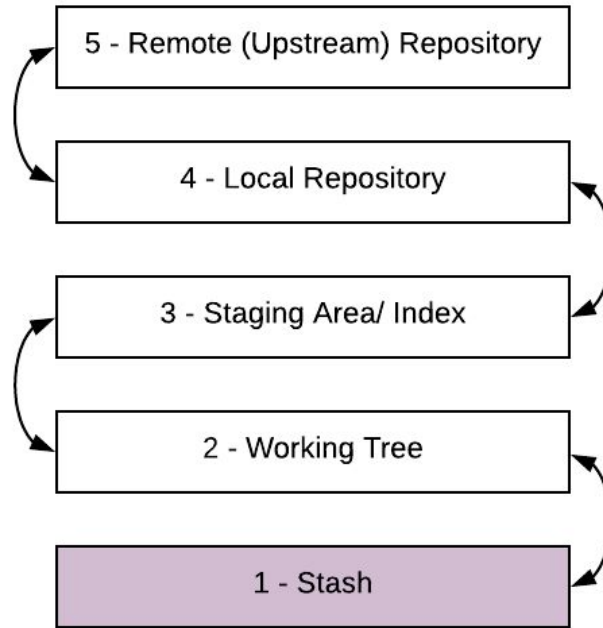 5 - Remote (Upstream) Repository
4 - Local Repository
3 - Staging Area/ Index
2 - Working Tree
1 - Stash